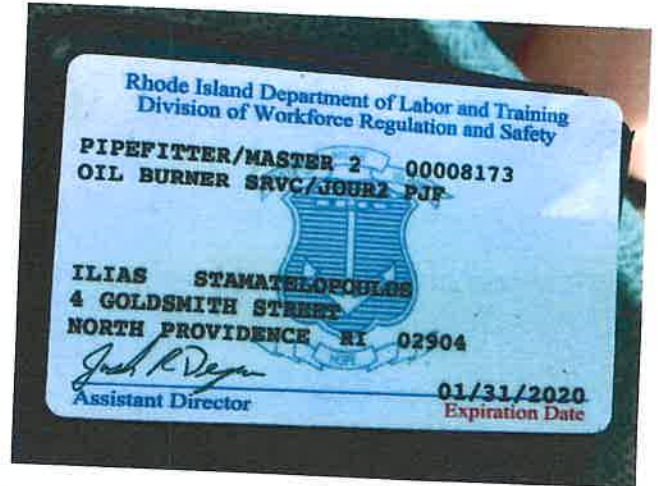 Rhode Island Department of Labor and Training
Division of Workforce Regulation and Safety
PIPEFITTER/MASTER 2 00008173
OIL BURNER SRVC/JOUR2 PJF
ILIAS STAMATELOPOULOS
4 GOLDSMITH STREET
NORTH PROVIDENCE RI 02904
HOPE
Assistant Director
01/31/2020
Expiration Date